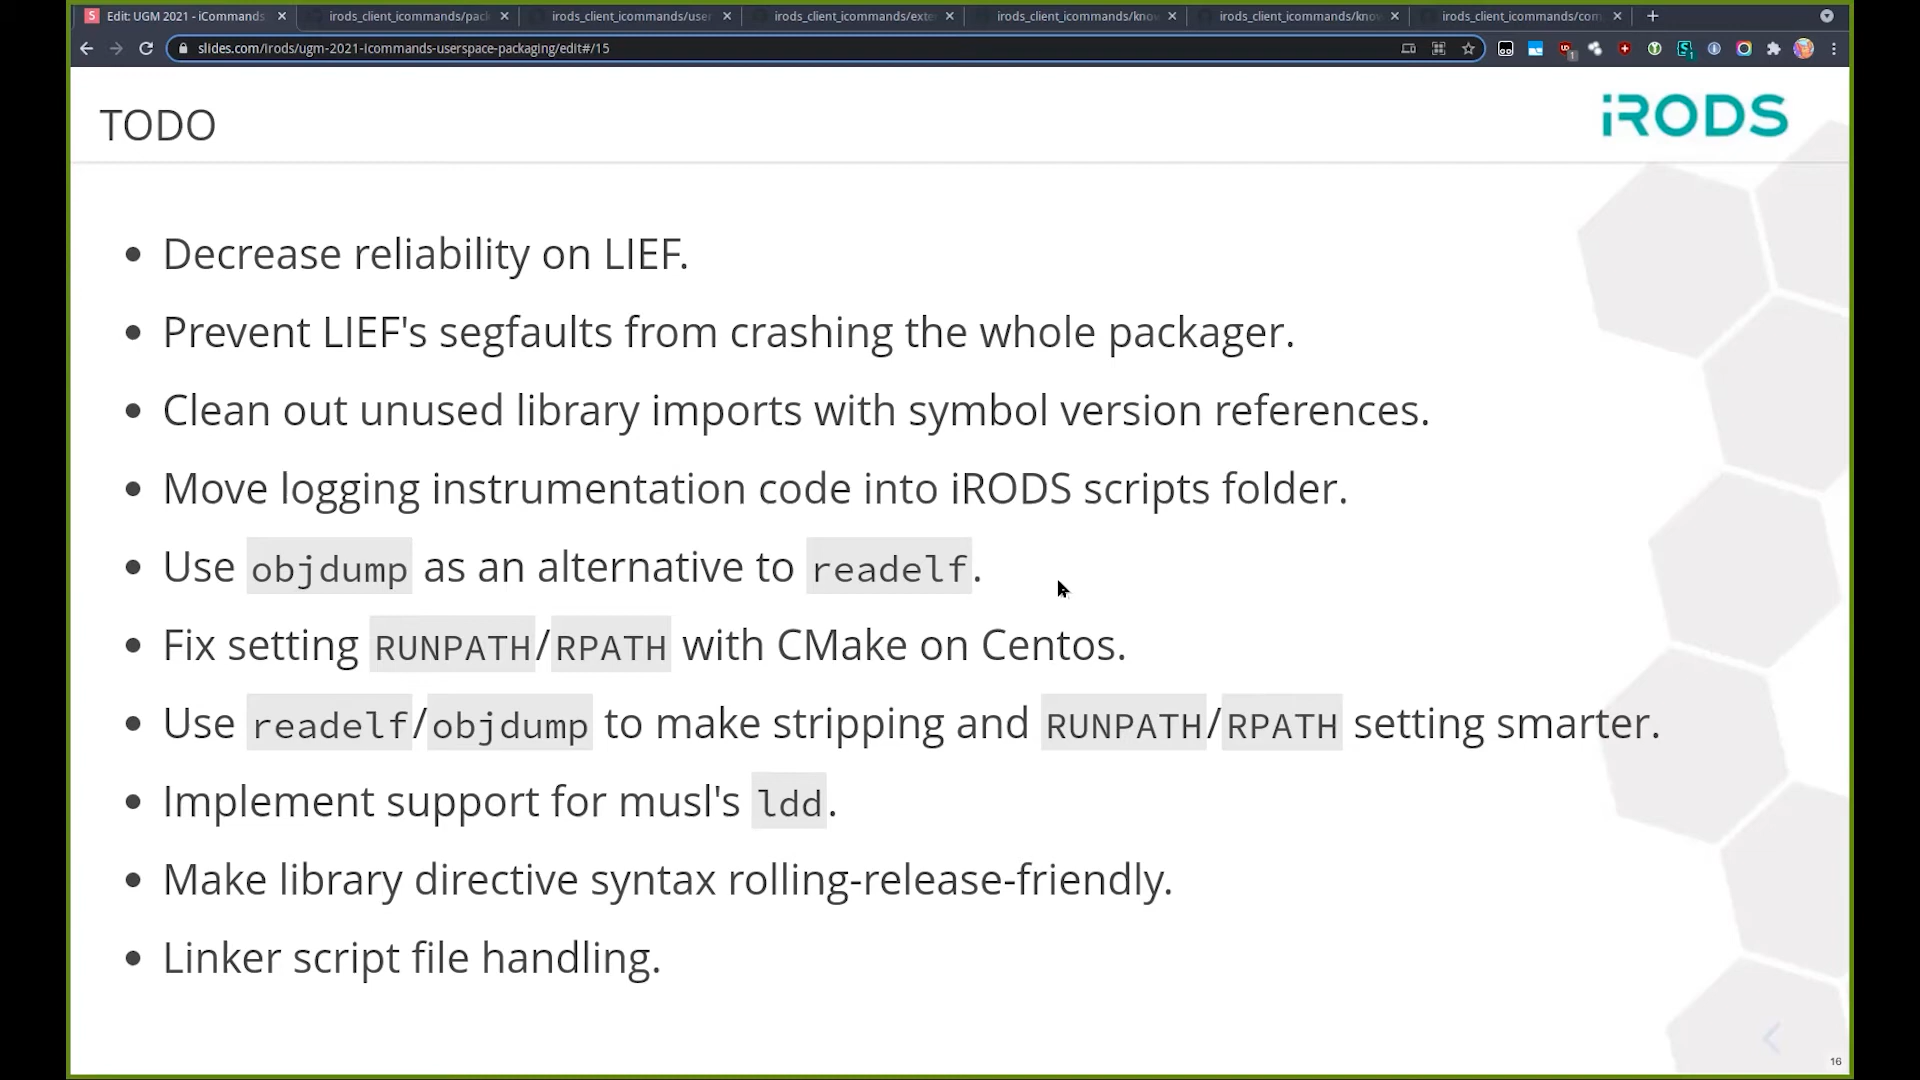 Edit: UGM 2021 - iCommands
irods_client_icommands/pack
irods_client_icommands/user
irods_client_icommands/exte
irods_client_icommands/know
irods_client_icommands/know
irods_client_icommands/com
slides.com/irods/ugm-2021-icommands-userspace-packaging/edit#/15
TODO
iRODS
• Decrease reliability on LIEF.
• Prevent LIEF's segfaults from crashing the whole packager.
• Clean out unused library imports with symbol version references.
• Move logging instrumentation code into iRODS scripts folder.
• Use objdump as an alternative to readelf.
• Fix setting RUNPATH/RPATH with CMake on Centos.
• Use readelf/objdump to make stripping and RUNPATH/RPATH setting smarter.
• Implement support for musl's ldd.
• Make library directive syntax rolling-release-friendly.
• Linker script file handling.
16